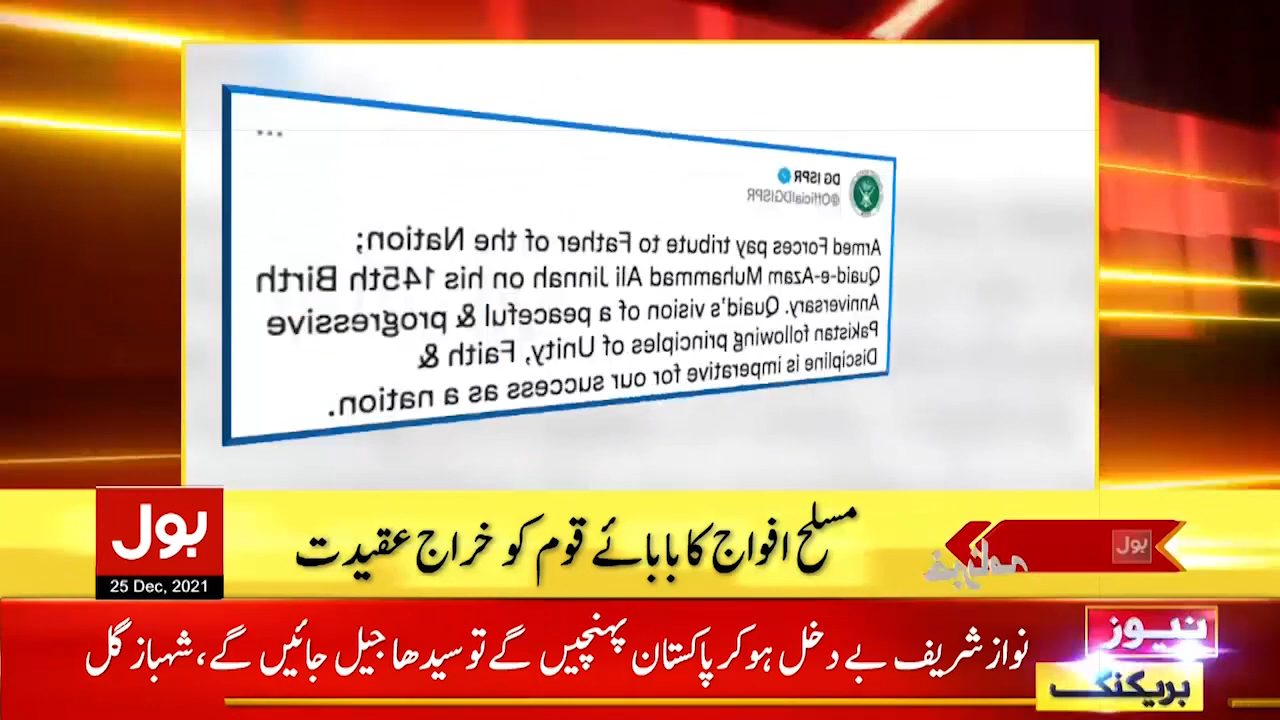 ...
DG ISPR
@OfficialDGISPR
Armed Forces pay tribute to Father of the Nation;
Quaid-e-Azam Muhammad Ali Jinnah on his 145th Birth
Anniversary. Quaid's vision of a peaceful & progressive
Pakistan following principles of Unity, Faith &
Discipline is imperative for our success as a nation.
مسلح افواج کا بابائے قوم کو خراج عقیدت
بول
بول
25 Dec, 2021
نواز شریف بے دخل ہو کر پاکستان پہنچیں گے تو سیدھا جیل جائیں گے، شہباز گل
نیوز
بریکنگ